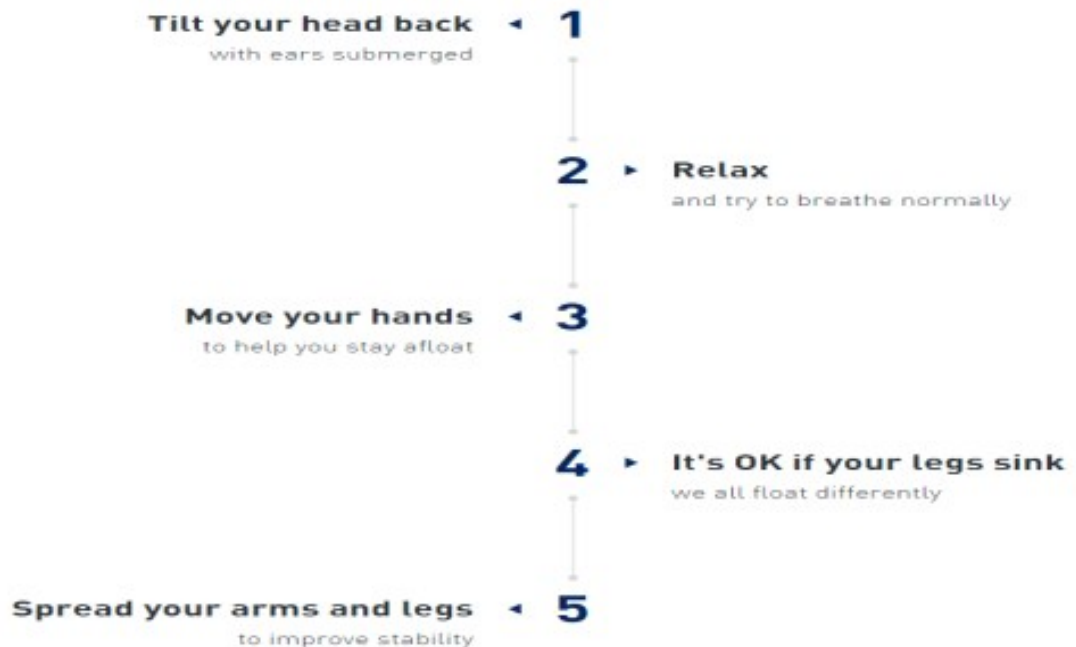 1
Tilt your head back
with ears submerged
2
Relax
and try to breathe normally
3
Move your hands
to help you stay afloat
4
It's OK if your legs sink
we all float differently
5
Spread your arms and legs
to improve stability